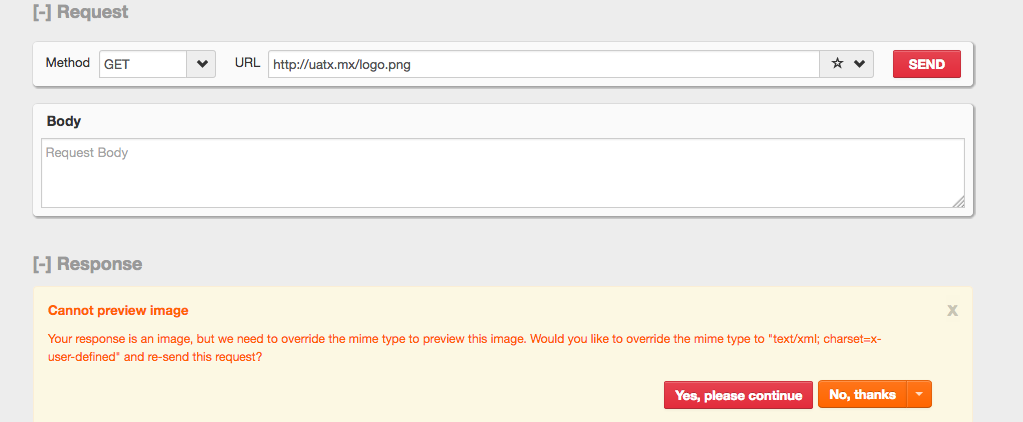 [-] Request
Method GET URL http://uatx.mx/logo.png SEND
Body
Request Body
[-] Response
Cannot preview image x
Your response is an image, but we need to override the mime type to preview this image. Would you like to override the mime type to "text/xml; charset=x-
user-defined" and re-send this request?
Yes, please continue No, thanks